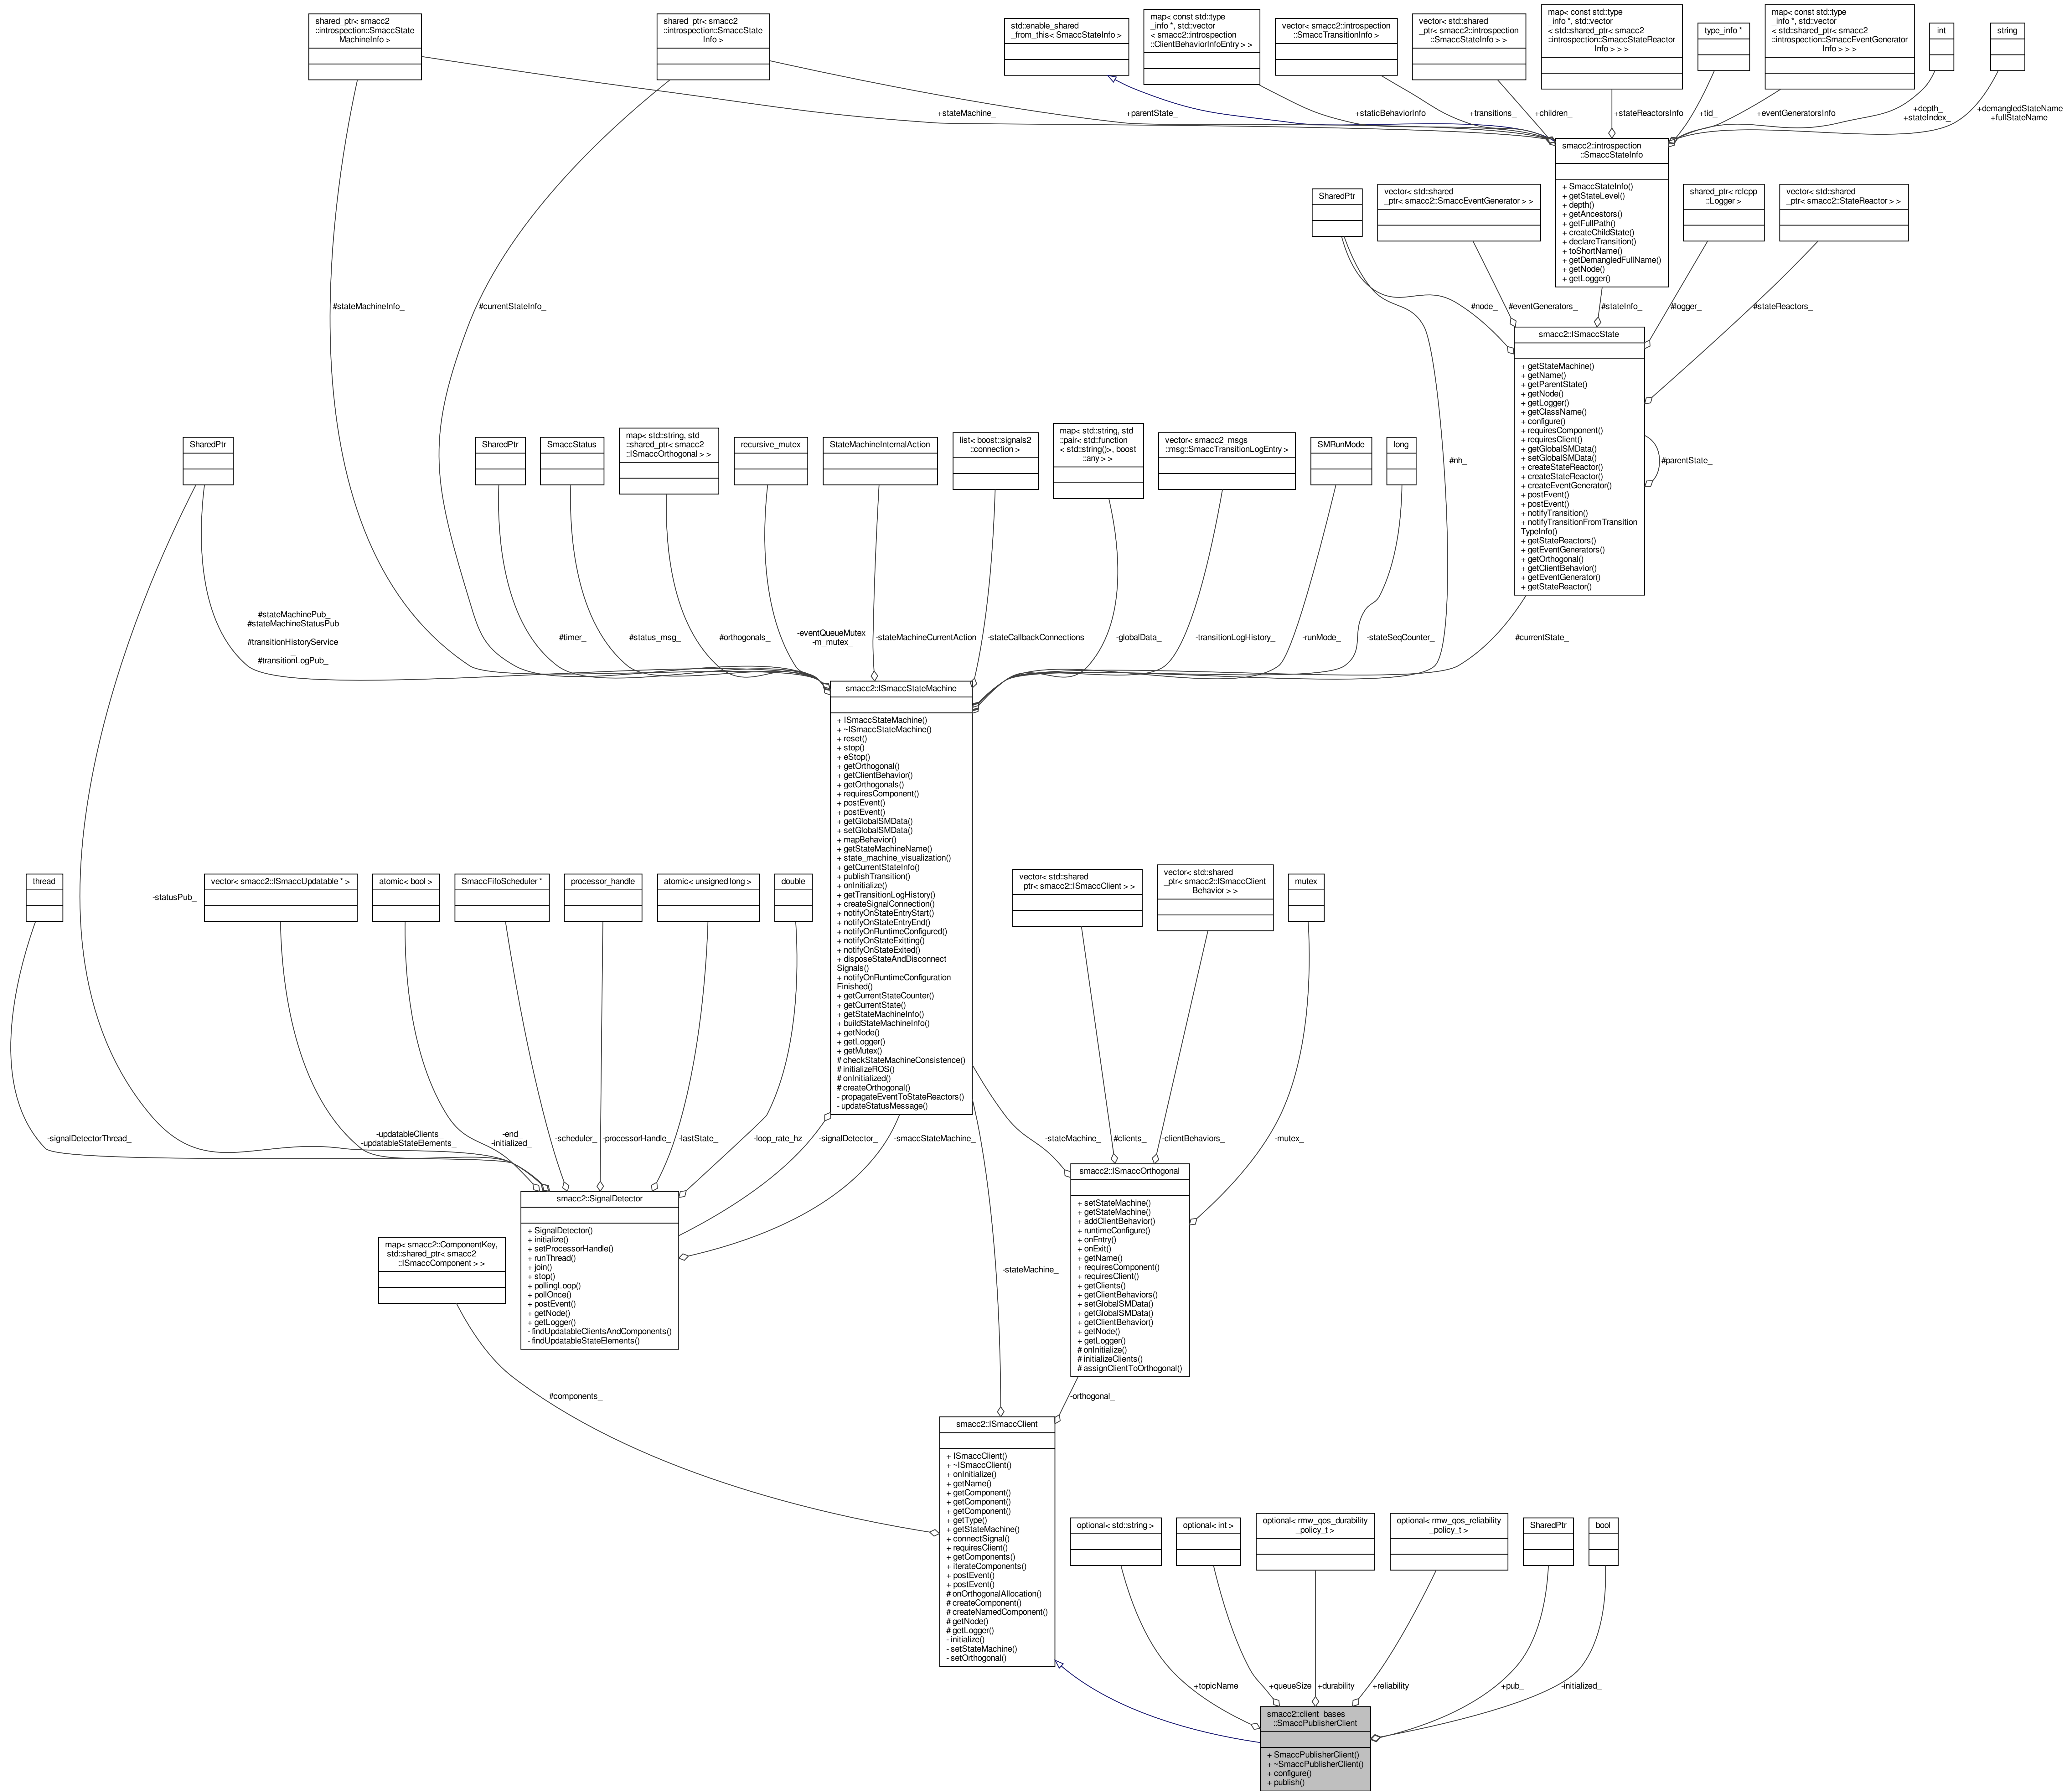 shared_ptr< smacc2
::introspection::SmaccState
MachineInfo >
shared_ptr< smacc2
::introspection::SmaccState
Info >
std::enable_shared
_from_this< SmaccStateInfo >
map< const std::type
_info *, std::vector
< smacc2::introspection
::ClientBehaviorInfoEntry > >
vector< smacc2::introspection
::SmaccTransitionInfo >
vector< std::shared
_ptr< smacc2::introspection
::SmaccStateInfo > >
map< const std::type
_info *, std::vector
< std::shared_ptr< smacc2
::introspection::SmaccStateReactor
Info > > >
type_info *
map< const std::type
_info *, std::vector
< std::shared_ptr< smacc2
::introspection::SmaccEventGenerator
Info > > >
int
string
+stateMachine_
+parentState_
+staticBehaviorInfo
+transitions_
+children_
+stateReactorsInfo
+tid_
+eventGeneratorsInfo
+depth_
+stateIndex_
+demangledStateName
+fullStateName
smacc2::introspection
::SmaccStateInfo
+ SmaccStateInfo()
+ getStateLevel()
+ depth()
+ getAncestors()
+ getFullPath()
+ createChildState()
+ declareTransition()
+ toShortName()
+ getDemangledFullName()
+ getNode()
+ getLogger()
SharedPtr
vector< std::shared
_ptr< smacc2::SmaccEventGenerator > >
shared_ptr< rclcpp
::Logger >
vector< std::shared
_ptr< smacc2::StateReactor > >
#stateMachineInfo_
#currentStateInfo_
#node_
#eventGenerators_
#stateInfo_
#logger_
#stateReactors_
smacc2::ISmaccState
+ getStateMachine()
+ getName()
+ getParentState()
+ getNode()
+ getLogger()
+ getClassName()
+ configure()
+ requiresComponent()
+ requiresClient()
+ getGlobalSMData()
+ setGlobalSMData()
+ createStateReactor()
+ createStateReactor()
+ createEventGenerator()
+ postEvent()
+ postEvent()
+ notifyTransition()
+ notifyTransitionFromTransition
TypeInfo()
+ getStateReactors()
+ getEventGenerators()
+ getOrthogonal()
+ getClientBehavior()
+ getEventGenerator()
+ getStateReactor()
#parentState_
#nh_
SharedPtr
SharedPtr
SmaccStatus
map< std::string, std
::shared_ptr< smacc2
::ISmaccOrthogonal > >
recursive_mutex
StateMachineInternalAction
list< boost::signals2
::connection >
map< std::string, std
::pair< std::function
< std::string()>, boost
::any > >
vector< smacc2_msgs
::msg::SmaccTransitionLogEntry >
SMRunMode
long
#stateMachinePub_
#stateMachineStatusPub
_
#transitionHistoryService
_
#transitionLogPub_
#timer_
#status_msg_
#orthogonals_
-eventQueueMutex_
-m_mutex_
-stateMachineCurrentAction
-stateCallbackConnections
-globalData_
-transitionLogHistory_
-runMode_
-stateSeqCounter_
#currentState_
smacc2::ISmaccStateMachine
+ ISmaccStateMachine()
+ ~ISmaccStateMachine()
+ reset()
+ stop()
+ eStop()
+ getOrthogonal()
+ getClientBehavior()
+ getOrthogonals()
+ requiresComponent()
+ postEvent()
+ postEvent()
+ getGlobalSMData()
+ setGlobalSMData()
+ mapBehavior()
+ getStateMachineName()
+ state_machine_visualization()
+ getCurrentStateInfo()
+ publishTransition()
+ onInitialize()
+ getTransitionLogHistory()
+ createSignalConnection()
+ notifyOnStateEntryStart()
+ notifyOnStateEntryEnd()
+ notifyOnRuntimeConfigured()
+ notifyOnStateExitting()
+ notifyOnStateExited()
+ disposeStateAndDisconnect
Signals()
+ notifyOnRuntimeConfiguration
Finished()
+ getCurrentStateCounter()
+ getCurrentState()
+ getStateMachineInfo()
+ buildStateMachineInfo()
+ getNode()
+ getLogger()
+ getMutex()
# checkStateMachineConsistence()
# initializeROS()
# onInitialized()
# createOrthogonal()
- propagateEventToStateReactors()
- updateStatusMessage()
thread
-statusPub_
vector< smacc2::ISmaccUpdatable * >
atomic< bool >
SmaccFifoScheduler *
processor_handle
atomic< unsigned long >
double
vector< std::shared
_ptr< smacc2::ISmaccClient > >
vector< std::shared
_ptr< smacc2::ISmaccClient
Behavior > >
mutex
-signalDetectorThread_
-updatableClients_
-updatableStateElements_
-end_
-initialized_
-scheduler_
-processorHandle_
-lastState_
-loop_rate_hz
-signalDetector_
-smaccStateMachine_
-stateMachine_
#clients_
-clientBehaviors_
-mutex_
smacc2::SignalDetector
+ SignalDetector()
+ initialize()
+ setProcessorHandle()
+ runThread()
+ join()
+ stop()
+ pollingLoop()
+ pollOnce()
+ postEvent()
+ getNode()
+ getLogger()
- findUpdatableClientsAndComponents()
- findUpdatableStateElements()
smacc2::ISmaccOrthogonal
+ setStateMachine()
+ getStateMachine()
+ addClientBehavior()
+ runtimeConfigure()
+ onEntry()
+ onExit()
+ getName()
+ requiresComponent()
+ requiresClient()
+ getClients()
+ getClientBehaviors()
+ setGlobalSMData()
+ getGlobalSMData()
+ getClientBehavior()
+ getNode()
+ getLogger()
# onInitialize()
# initializeClients()
# assignClientToOrthogonal()
map< smacc2::ComponentKey,
std::shared_ptr< smacc2
::ISmaccComponent > >
-stateMachine_
#components_
-orthogonal_
smacc2::ISmaccClient
+ ISmaccClient()
+ ~ISmaccClient()
+ onInitialize()
+ getName()
+ getComponent()
+ getComponent()
+ getComponent()
+ getType()
+ getStateMachine()
+ connectSignal()
+ requiresClient()
+ getComponents()
+ iterateComponents()
+ postEvent()
+ postEvent()
# onOrthogonalAllocation()
# createComponent()
# createNamedComponent()
# getNode()
# getLogger()
- initialize()
- setStateMachine()
- setOrthogonal()
optional< std::string >
optional< int >
optional< rmw_qos_durability
_policy_t >
optional< rmw_qos_reliability
_policy_t >
SharedPtr
bool
+topicName
+queueSize
+durability
+reliability
+pub_
-initialized_
smacc2::client_bases
::SmaccPublisherClient
+ SmaccPublisherClient()
+ ~SmaccPublisherClient()
+ configure()
+ publish()